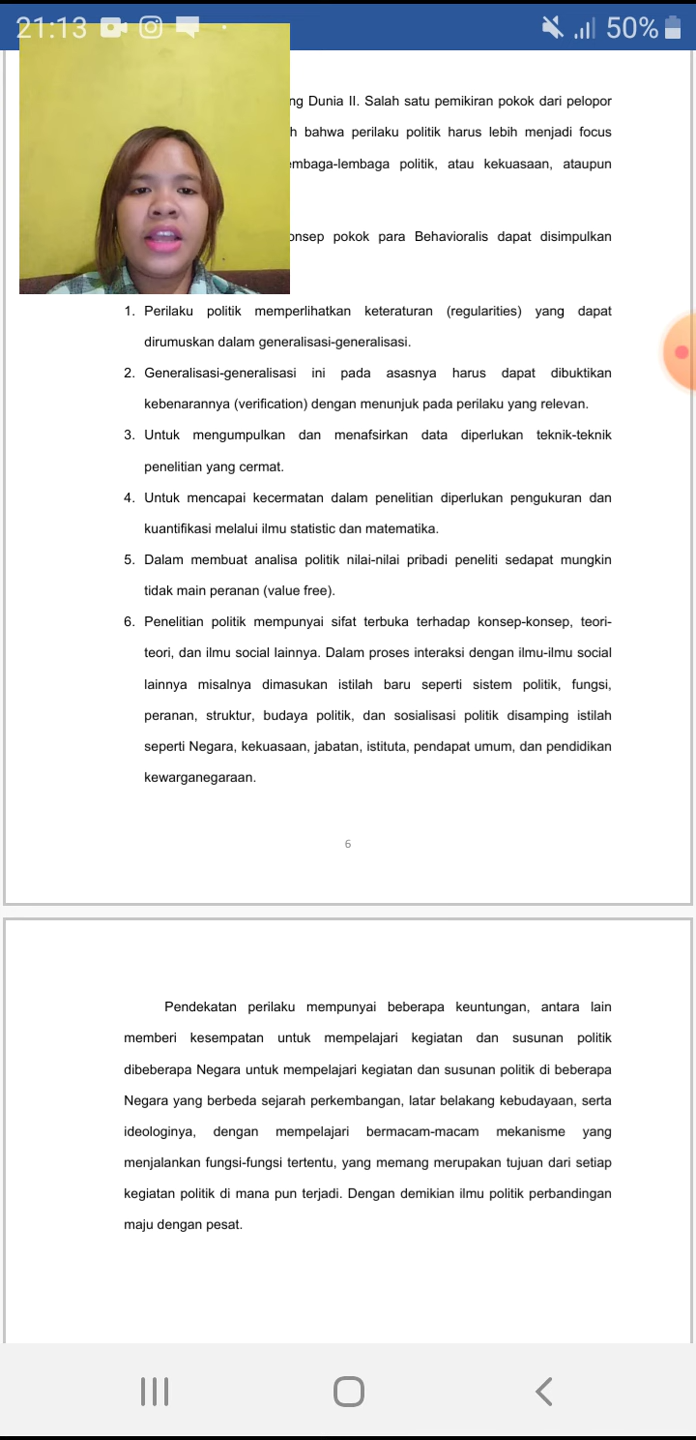 21:13
50%
Dunia II. Salah satu pemikiran pokok dari pelopor
bahwa perilaku politik harus lebih menjadi focus
politik, atau kekuasaan, ataupun
pokok para Behavioralis dapat disimpulkan
1. Perilaku politik memperlihatkan keteraturan (regularities) yang dapat
dirumuskan dalam generalisasi-generalisasi.
2. Generalisasi-generalisasi ini pada asasnya harus dapat dibuktikan
kebenarannya (verification) dengan menunjuk pada perilaku yang relevan.
3. Untuk mengumpulkan dan menafsirkan data diperlukan teknik-teknik
penelitian yang cermat.
4. Untuk mencapai kecermatan dalam penelitian diperlukan pengukuran dan
kuantifikasi melalui ilmu statistic dan matematika.
5. Dalam membuat analisa politik nilai-nilai pribadi peneliti sedapat mungkin
tidak main peranan (value free).
6. Penelitian politik mempunyai sifat terbuka terhadap konsep-konsep, teori-
teori, dan ilmu social lainnya. Dalam proses interaksi dengan ilmu-ilmu social
lainnya misalnya dimasukan istilah baru seperti sistem politik, fungsi,
peranan, struktur, budaya politik, dan sosialisasi politik disamping istilah
seperti Negara, kekuasaan, jabatan, istituta, pendapat umum, dan pendidikan
kewarganegaraan.
6
Pendekatan perilaku mempunyai beberapa keuntungan, antara lain
memberi kesempatan untuk mempelajari kegiatan dan susunan politik
dibeberapa Negara untuk mempelajari kegiatan dan susunan politik di beberapa
Negara yang berbeda sejarah perkembangan, latar belakang kebudayaan, serta
ideologinya, dengan mempelajari bermacam-macam mekanisme yang
menjalankan fungsi-fungsi tertentu, yang memang merupakan tujuan dari setiap
kegiatan politik di mana pun terjadi. Dengan demikian ilmu politik perbandingan
maju dengan pesat.